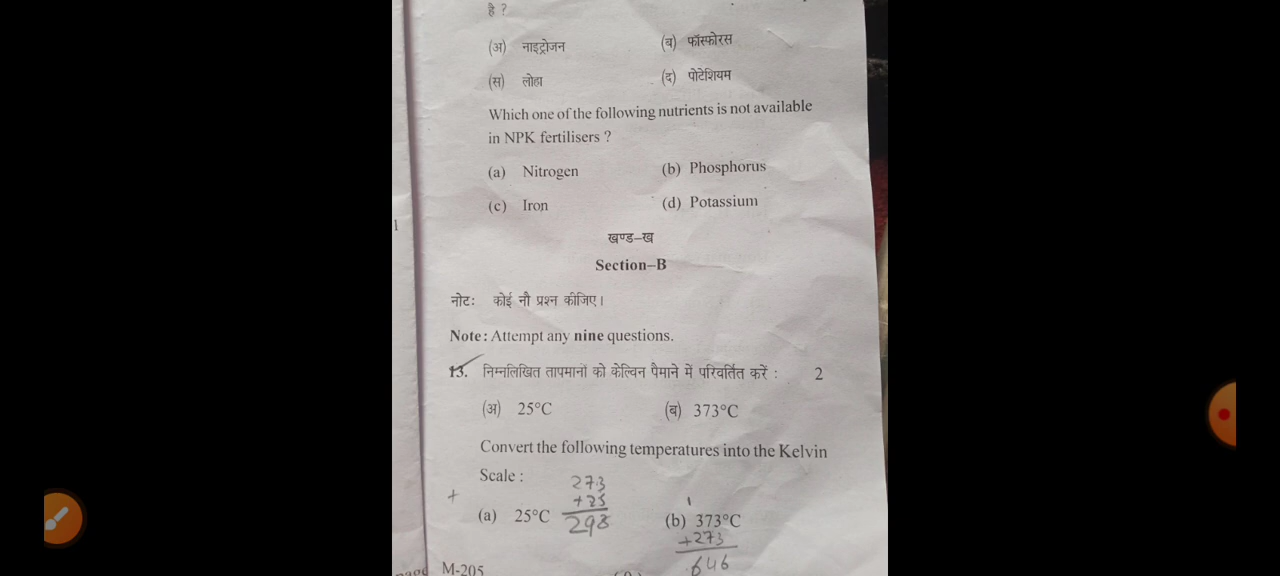 है ?
(अ) नाइट्रोजन (ब) फॉस्फोरस
(स) लोहा (द) पोटेशियम
Which one of the following nutrients is not available
in NPK fertilisers ?
(a) Nitrogen (b) Phosphorus
(c) Iron (d) Potassium
1
खण्ड–ख
Section–B
नोटः कोई नौ प्रश्न कीजिए।
Note : Attempt any nine questions.
13. निम्नलिखित तापमानों को केल्विन पैमाने में परिवर्तित करें : 2
(अ) 25°C (ब) 373°C
Convert the following temperatures into the Kelvin
Scale :
273
+ +25
298
(a) 25°C
1
(b) 373°C
+273
646
M-205